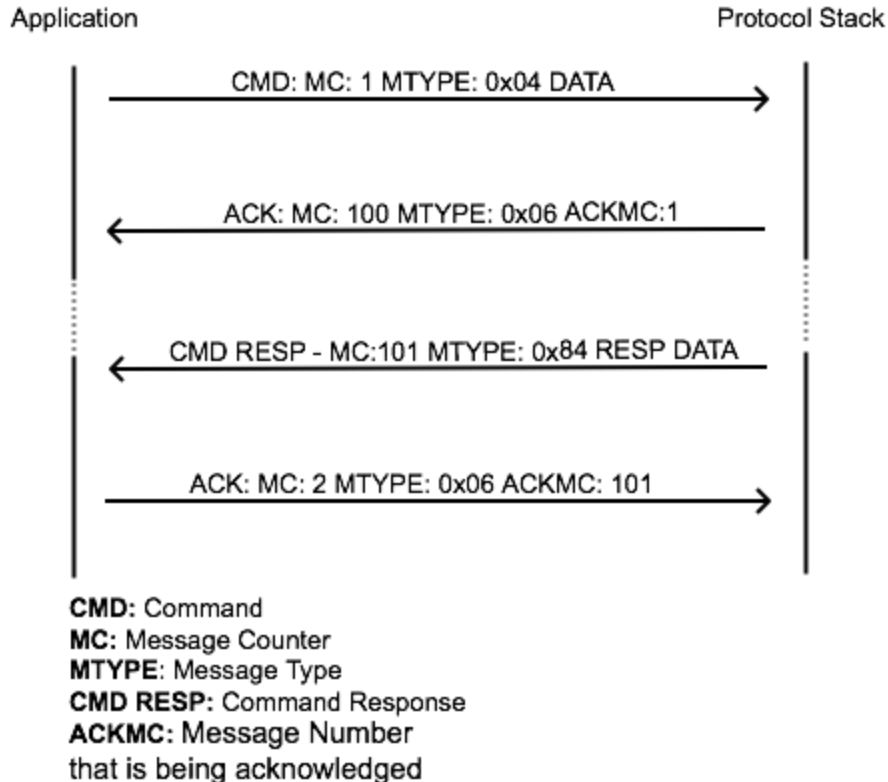 Application
Protocol Stack
CMD: MC: 1 MTYPE: 0x04 DATA
ACK: MC: 100 MTYPE: 0x06 ACKMC:1
CMD RESP - MC:101 MTYPE: 0x84 RESP DATA
ACK: MC: 2 MTYPE: 0x06 ACKMC: 101
CMD: Command
MC: Message Counter
MTYPE: Message Type
CMD RESP: Command Response
ACKMC: Message Number
that is being acknowledged